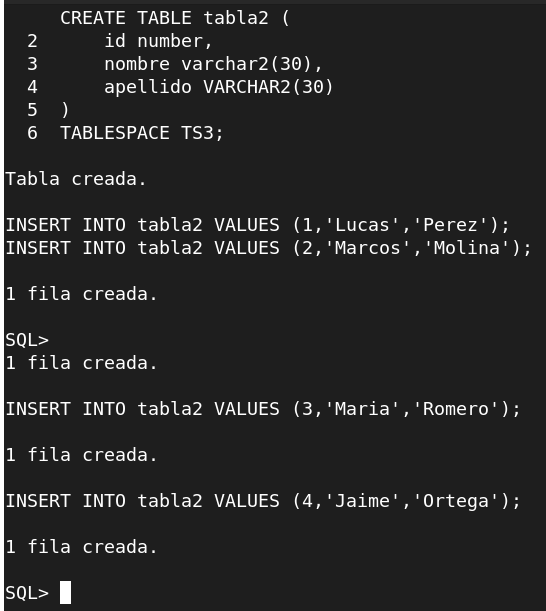 CREATE TABLE tabla2 (
2 id number,
3 nombre varchar2(30),
4 apellido VARCHAR2(30)
5 )
6 TABLESPACE TS3;
Tabla creada.
INSERT INTO tabla2 VALUES (1,'Lucas','Perez');
INSERT INTO tabla2 VALUES (2,'Marcos','Molina');
1 fila creada.
SQL>
1 fila creada.
INSERT INTO tabla2 VALUES (3,'Maria','Romero');
1 fila creada.
INSERT INTO tabla2 VALUES (4,'Jaime','Ortega');
1 fila creada.
SQL>